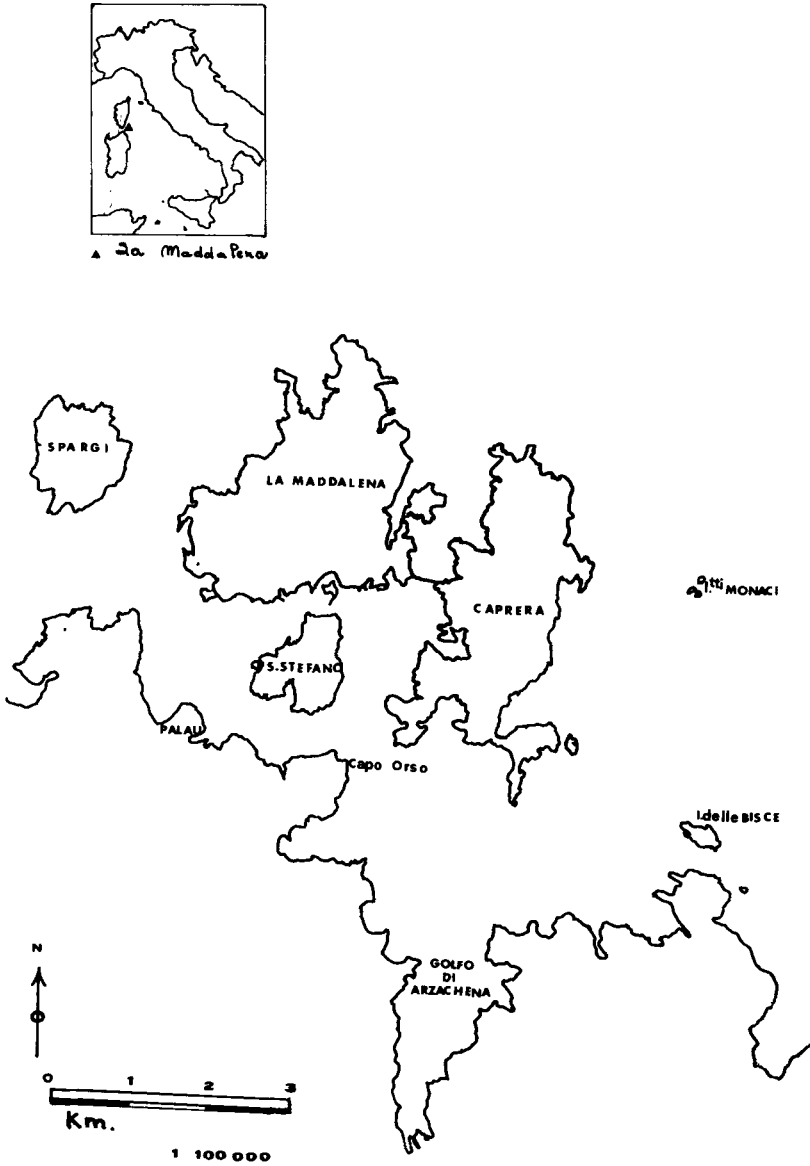 ▲ La Maddalena
SPARGI
LA MADDALENA
I.tti MONACI
CAPRERA
S.STEFANO
PALAU
Capo Orso
I.delle BISCE
GOLFO
DI
ARZACHENA
N
0 1 2 3
Km.
1 100 000